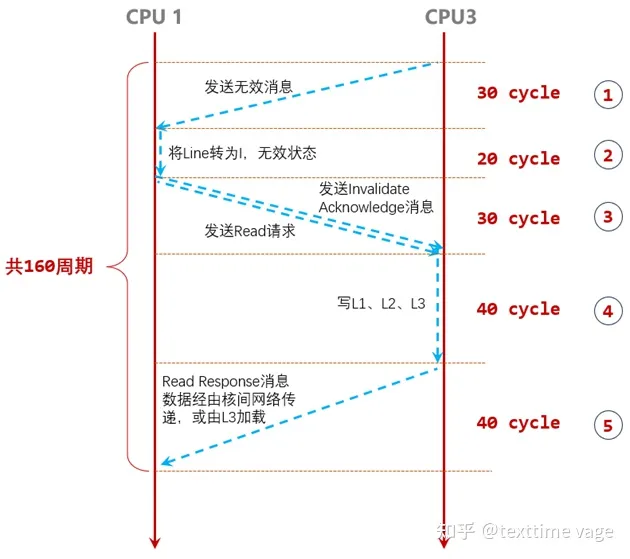 CPU 1
CPU3
发送无效消息
30 cycle
①
将Line转为I，无效状态
20 cycle
②
发送Invalidate
Acknowledge消息
发送Read请求
30 cycle
③
共160周期
写L1、L2、L3
40 cycle
④
Read Response消息
数据经由核间网络传
递，或由L3加载
40 cycle
⑤
知乎 @texttime vage